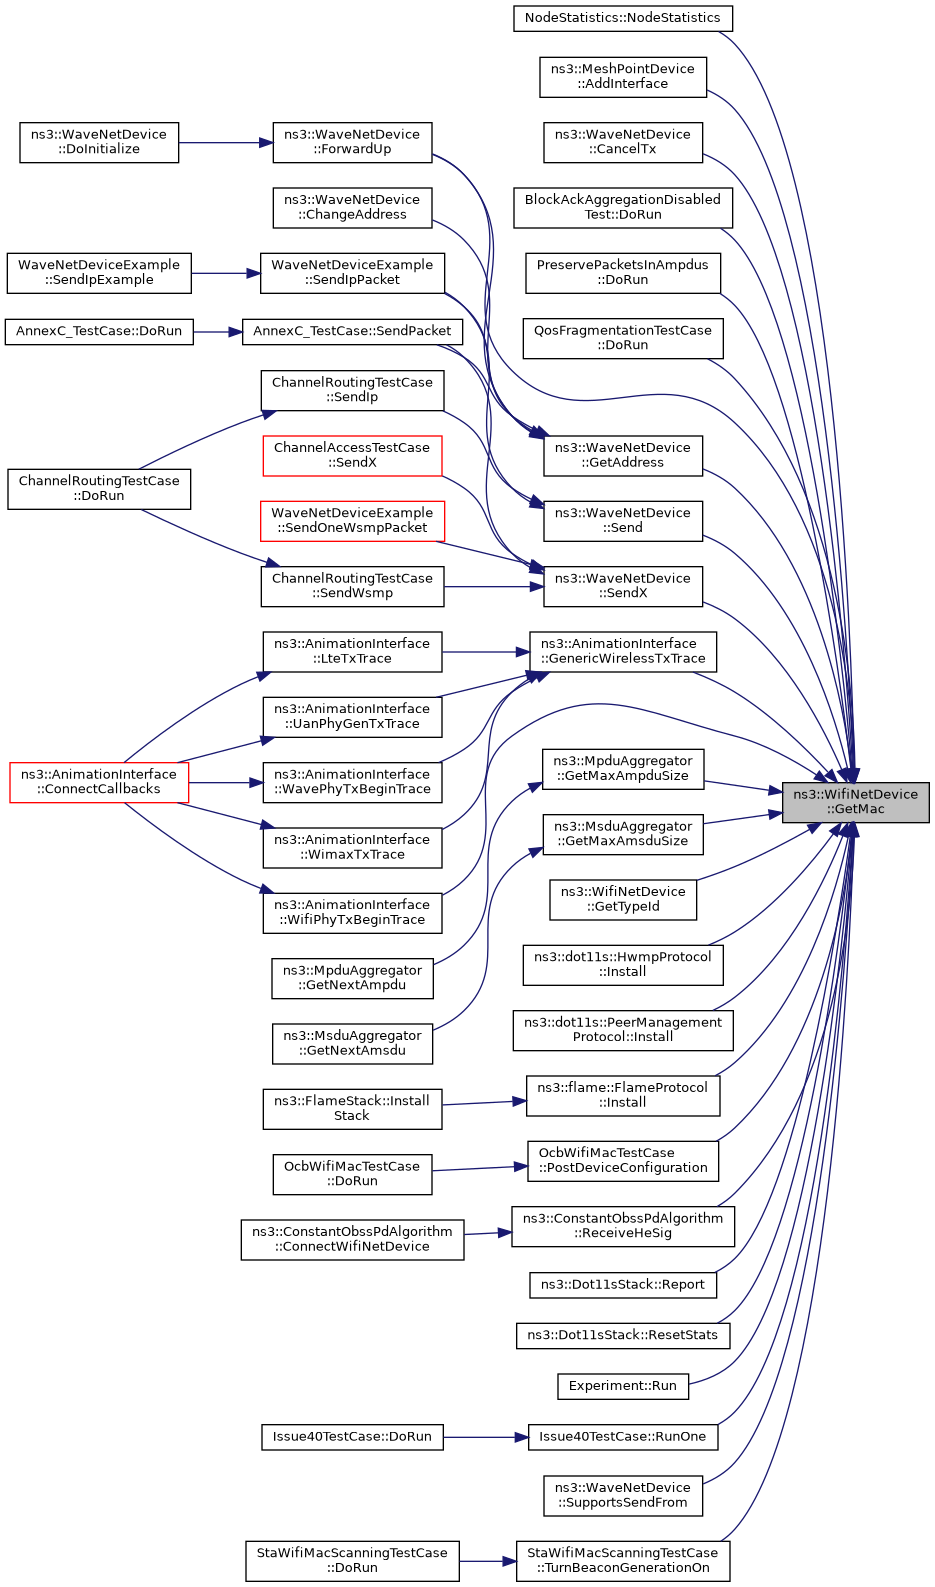 NodeStatistics::NodeStatistics
ns3::MeshPointDevice
::AddInterface
ns3::WaveNetDevice
::DoInitialize
ns3::WaveNetDevice
::ForwardUp
ns3::WaveNetDevice
::CancelTx
ns3::WaveNetDevice
::ChangeAddress
BlockAckAggregationDisabled
Test::DoRun
WaveNetDeviceExample
::SendIpExample
WaveNetDeviceExample
::SendIpPacket
PreservePacketsInAmpdus
::DoRun
AnnexC_TestCase::DoRun
AnnexC_TestCase::SendPacket
QosFragmentationTestCase
::DoRun
ChannelRoutingTestCase
::SendIp
ChannelAccessTestCase
::SendX
ns3::WaveNetDevice
::GetAddress
ChannelRoutingTestCase
::DoRun
WaveNetDeviceExample
::SendOneWsmpPacket
ns3::WaveNetDevice
::Send
ChannelRoutingTestCase
::SendWsmp
ns3::WaveNetDevice
::SendX
ns3::AnimationInterface
::LteTxTrace
ns3::AnimationInterface
::GenericWirelessTxTrace
ns3::AnimationInterface
::UanPhyGenTxTrace
ns3::AnimationInterface
::ConnectCallbacks
ns3::AnimationInterface
::WavePhyTxBeginTrace
ns3::MpduAggregator
::GetMaxAmpduSize
ns3::WifiNetDevice
::GetMac
ns3::AnimationInterface
::WimaxTxTrace
ns3::MsduAggregator
::GetMaxAmsduSize
ns3::AnimationInterface
::WifiPhyTxBeginTrace
ns3::WifiNetDevice
::GetTypeId
ns3::MpduAggregator
::GetNextAmpdu
ns3::dot11s::HwmpProtocol
::Install
ns3::MsduAggregator
::GetNextAmsdu
ns3::dot11s::PeerManagement
Protocol::Install
ns3::FlameStack::Install
Stack
ns3::flame::FlameProtocol
::Install
OcbWifiMacTestCase
::DoRun
OcbWifiMacTestCase
::PostDeviceConfiguration
ns3::ConstantObssPdAlgorithm
::ConnectWifiNetDevice
ns3::ConstantObssPdAlgorithm
::ReceiveHeSig
ns3::Dot11sStack::Report
ns3::Dot11sStack::ResetStats
Experiment::Run
Issue40TestCase::DoRun
Issue40TestCase::RunOne
ns3::WaveNetDevice
::SupportsSendFrom
StaWifiMacScanningTestCase
::DoRun
StaWifiMacScanningTestCase
::TurnBeaconGenerationOn